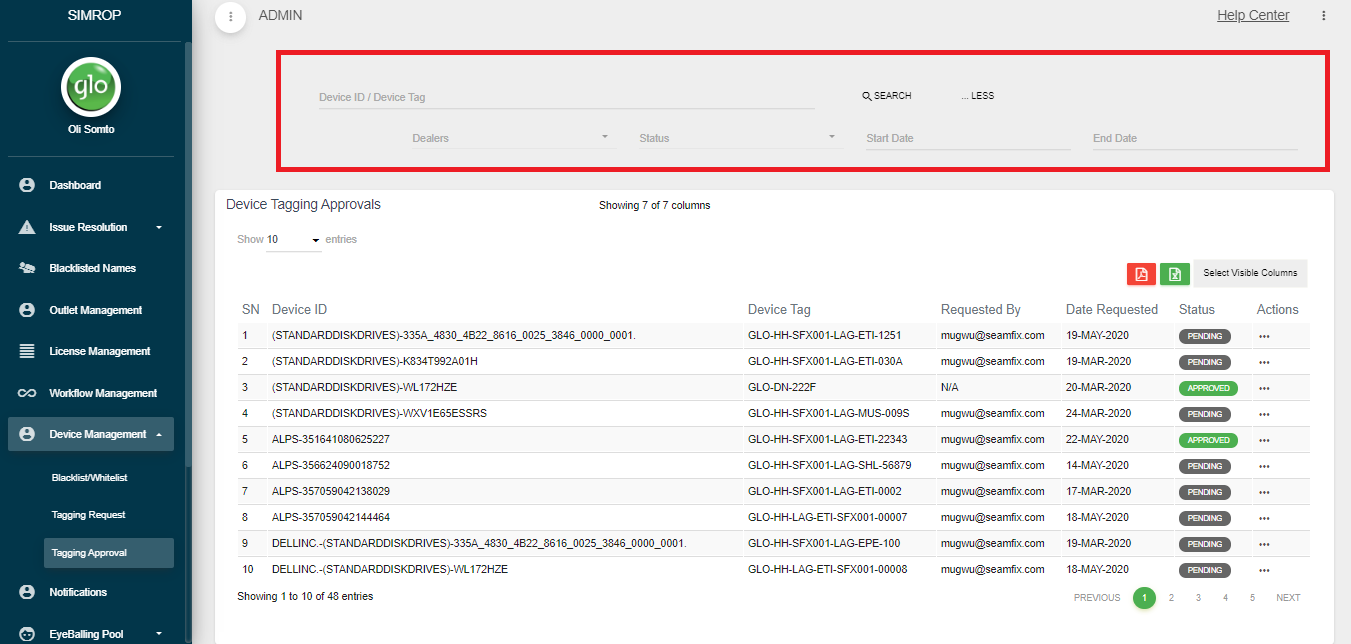 SIMROP
glo
Oli Somto
Dashboard
Issue Resolution
Blacklisted Names
Outlet Management
License Management
Workflow Management
Device Management
Blacklist/Whitelist
Tagging Request
Tagging Approval
Notifications
EyeBalling Pool
ADMIN
Help Center
Device ID / Device Tag
SEARCH
... LESS
Dealers
Status
Start Date
End Date
Device Tagging Approvals
Showing 7 of 7 columns
Show 10 entries
Select Visible Columns
SN Device ID Device Tag Requested By Date Requested Status Actions
1 (STANDARDDISKDRIVES)-335A_4830_4B22_8616_0025_3846_0000_0001. GLO-HH-SFX001-LAG-ETI-1251 mugwu@seamfix.com 19-MAY-2020 PENDING ...
2 (STANDARDDISKDRIVES)-K834T992A01H GLO-HH-SFX001-LAG-ETI-030A mugwu@seamfix.com 19-MAR-2020 PENDING ...
3 (STANDARDDISKDRIVES)-WL172HZE GLO-DN-222F N/A 20-MAR-2020 APPROVED ...
4 (STANDARDDISKDRIVES)-WXV1E65ESSRS GLO-HH-SFX001-LAG-MUS-009S mugwu@seamfix.com 24-MAR-2020 PENDING ...
5 ALPS-351641080625227 GLO-HH-SFX001-LAG-ETI-22343 mugwu@seamfix.com 22-MAY-2020 APPROVED ...
6 ALPS-356624090018752 GLO-HH-SFX001-LAG-SHL-56879 mugwu@seamfix.com 14-MAY-2020 PENDING ...
7 ALPS-357059042138029 GLO-HH-SFX001-LAG-ETI-0002 mugwu@seamfix.com 17-MAR-2020 PENDING ...
8 ALPS-357059042144464 GLO-HH-LAG-ETI-SFX001-00007 mugwu@seamfix.com 18-MAY-2020 PENDING ...
9 DELLINC.-(STANDARDDISKDRIVES)-335A_4830_4B22_8616_0025_3846_0000_0001. GLO-HH-SFX001-LAG-EPE-100 mugwu@seamfix.com 19-MAR-2020 PENDING ...
10 DELLINC.-(STANDARDDISKDRIVES)-WL172HZE GLO-HH-LAG-ETI-SFX001-00008 mugwu@seamfix.com 18-MAY-2020 PENDING ...
Showing 1 to 10 of 48 entries
PREVIOUS 1 2 3 4 5 NEXT